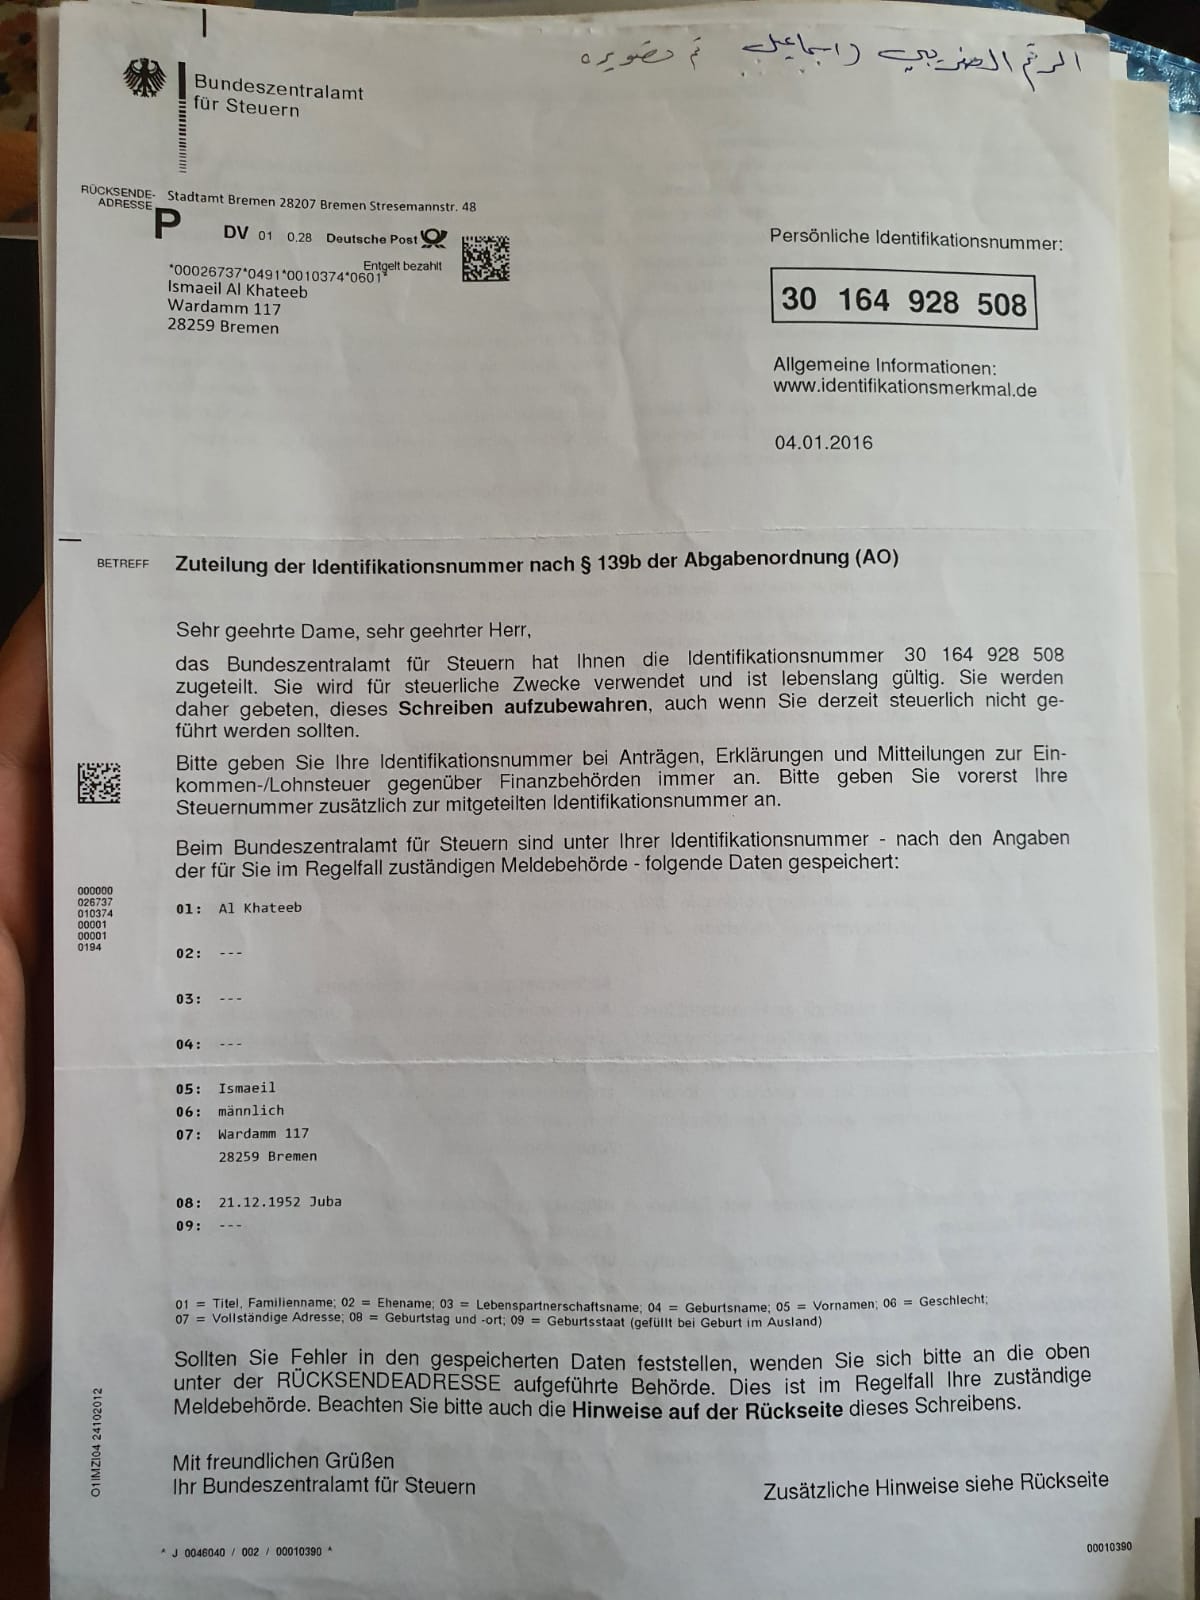 الرقم الضريبي (اسماعيل تم تصويره
Bundeszentralamt
für Steuern
RÜCKSENDE-
ADRESSE
Stadtamt Bremen 28207 Bremen Stresemannstr. 48
P DV 01 0.28 Deutsche Post
Entgelt bezahlt
*00026737*0491*0010374*0601*
Ismaeil Al Khateeb
Wardamm 117
28259 Bremen
Persönliche Identifikationsnummer:
30 164 928 508
Allgemeine Informationen:
www.identifikationsmerkmal.de
04.01.2016
BETREFF Zuteilung der Identifikationsnummer nach § 139b der Abgabenordnung (AO)
Sehr geehrte Dame, sehr geehrter Herr,
das Bundeszentralamt für Steuern hat Ihnen die Identifikationsnummer 30 164 928 508
zugeteilt. Sie wird für steuerliche Zwecke verwendet und ist lebenslang gültig. Sie werden
daher gebeten, dieses Schreiben aufzubewahren, auch wenn Sie derzeit steuerlich nicht ge-
führt werden sollten.
Bitte geben Sie Ihre Identifikationsnummer bei Anträgen, Erklärungen und Mitteilungen zur Ein-
kommen-/Lohnsteuer gegenüber Finanzbehörden immer an. Bitte geben Sie vorerst Ihre
Steuernummer zusätzlich zur mitgeteilten Identifikationsnummer an.
Beim Bundeszentralamt für Steuern sind unter Ihrer Identifikationsnummer - nach den Angaben
der für Sie im Regelfall zuständigen Meldebehörde - folgende Daten gespeichert:
000000
026737
010374
00001
00001
0194
01: Al Khateeb
02: ---
03: ---
04: ---
05: Ismaeil
06: männlich
07: Wardamm 117
28259 Bremen
08: 21.12.1952 Juba
09: ---
01 = Titel, Familienname; 02 = Ehename; 03 = Lebenspartnerschaftsname; 04 = Geburtsname; 05 = Vornamen; 06 = Geschlecht;
07 = Vollständige Adresse; 08 = Geburtstag und -ort; 09 = Geburtsstaat (gefüllt bei Geburt im Ausland)
Sollten Sie Fehler in den gespeicherten Daten feststellen, wenden Sie sich bitte an die oben
unter der RÜCKSENDEADRESSE aufgeführte Behörde. Dies ist im Regelfall Ihre zuständige
Meldebehörde. Beachten Sie bitte auch die Hinweise auf der Rückseite dieses Schreibens.
Mit freundlichen Grüßen
Ihr Bundeszentralamt für Steuern
Zusätzliche Hinweise siehe Rückseite
O1IMZI04 24102012
* J 0046040 / 002 / 00010390 *
00010390